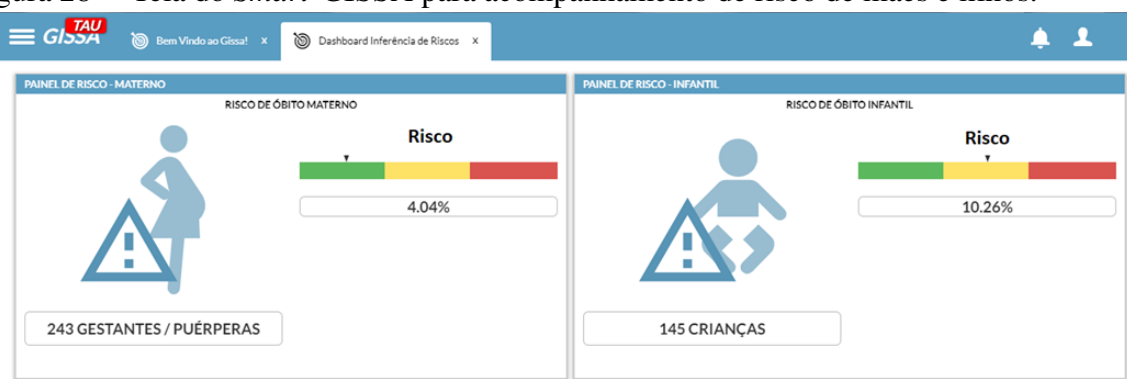 TAU
GISSA
Bem Vindo ao Gissa! x
Dashboard Inferência de Riscos x
PAINEL DE RISCO - MATERNO
RISCO DE ÓBITO MATERNO
Risco
4.04%
243 GESTANTES / PUÉRPERAS
PAINEL DE RISCO - INFANTIL
RISCO DE ÓBITO INFANTIL
Risco
10.26%
145 CRIANÇAS